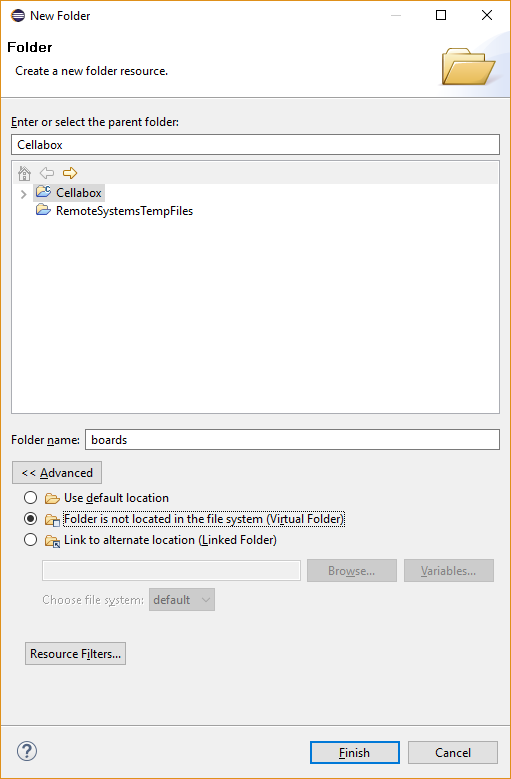 New Folder
Folder
Create a new folder resource.
Enter or select the parent folder:
Cellabox
Cellabox
RemoteSystemsTempFiles
Folder name: boards
<< Advanced
Use default location
Folder is not located in the file system (Virtual Folder)
Link to alternate location (Linked Folder)
Browse... Variables...
Choose file system: default
Resource Filters...
Finish Cancel